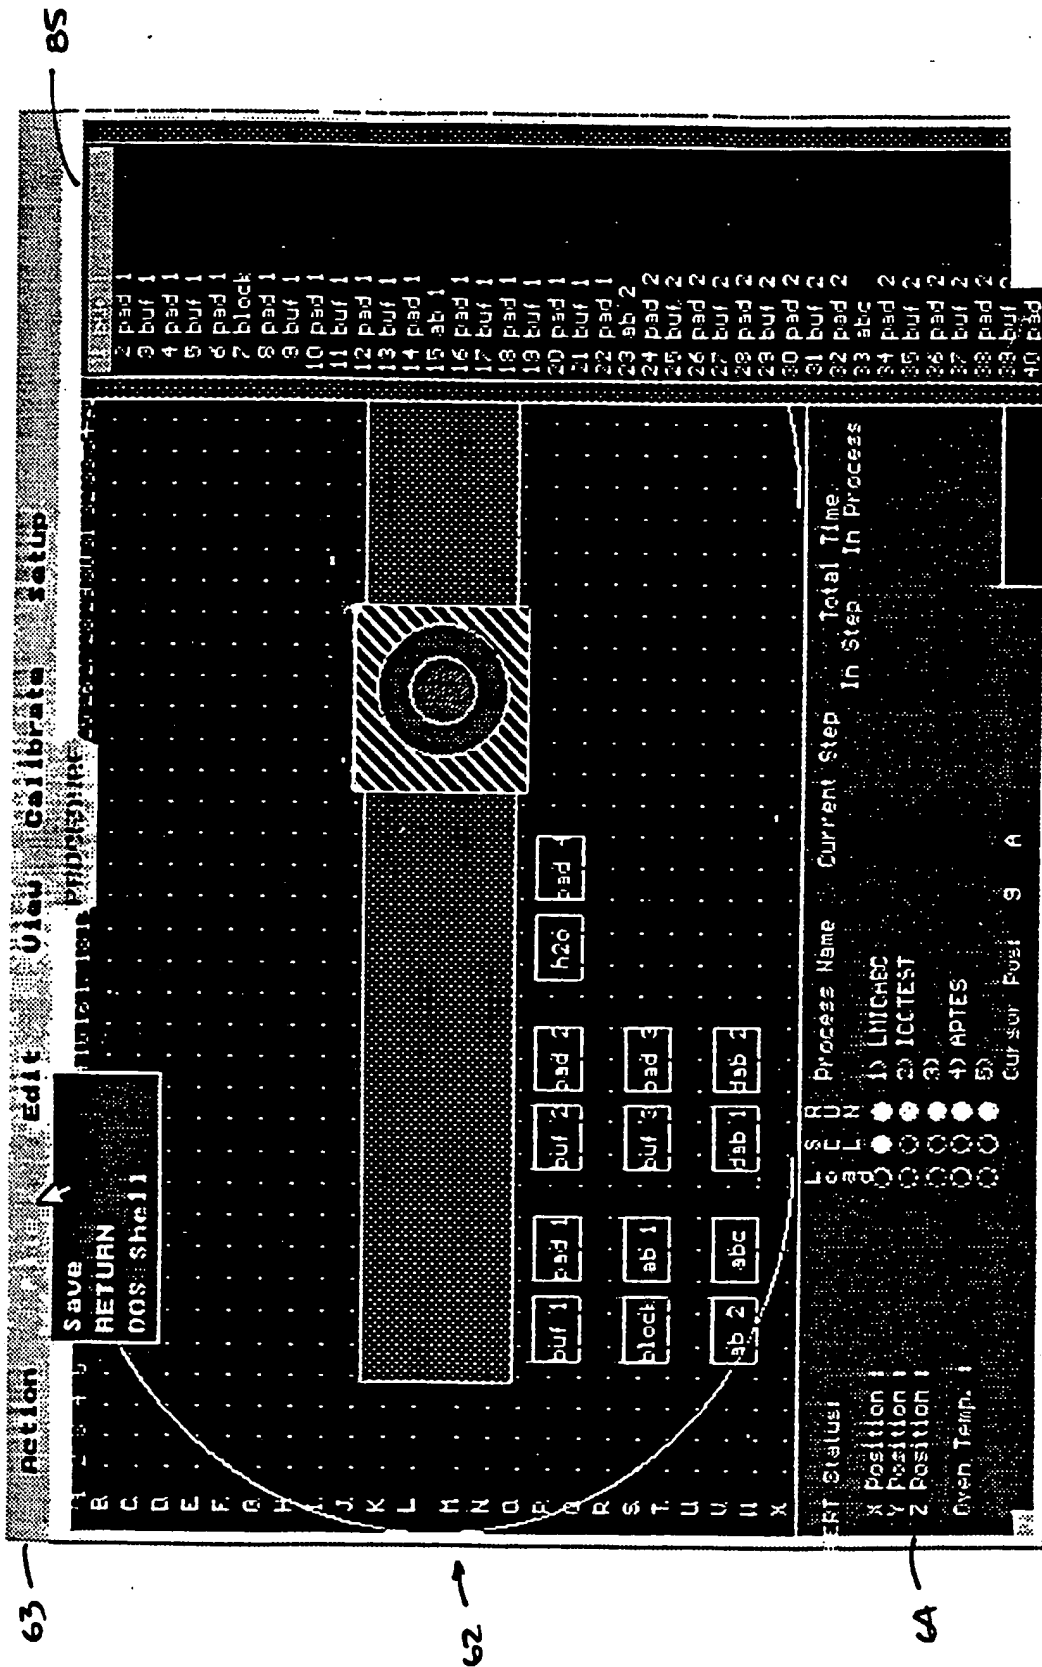 63
85
62
64
Action File Edit View Calibrate setup
PROCEDURE
Save
RETURN
DOS Shell
B
C
D
E
F
G
H
I
J
K
L
M
N
O
P
Q
R
S
T
U
V
W
X
buf 1 pad 1 buf 2 pad 2 h2o pad 4
block ab 1 buf 3 pad 3
ab 2 abc dab 1 dab 2
2 pad 1
3 buf 1
4 pad 1
5 buf 1
6 pad 1
7 block
8 pad 1
9 buf 1
10 pad 1
11 buf 1
12 pad 1
13 buf 1
14 pad 1
15 ab 1
16 pad 1
17 buf 1
18 pad 1
19 buf 1
20 pad 1
21 buf 1
22 pad 1
23 ab 2
24 pad 2
25 buf 2
26 pad 2
27 buf 2
28 pad 2
29 buf 2
30 pad 2
31 buf 2
32 pad 2
33 abc
34 pad 2
35 buf 2
36 pad 2
37 buf 2
38 pad 2
39 buf 2
40 pad
Status:
X Position :
Y Position :
Z Position :
Oven Temp. :
Load SCL RUN Process Name Current Step Total Time
In Step In Process
1) LMICABC
2) ICCTEST
3)
4) APTES
5)
Cursor Pos: 9 A